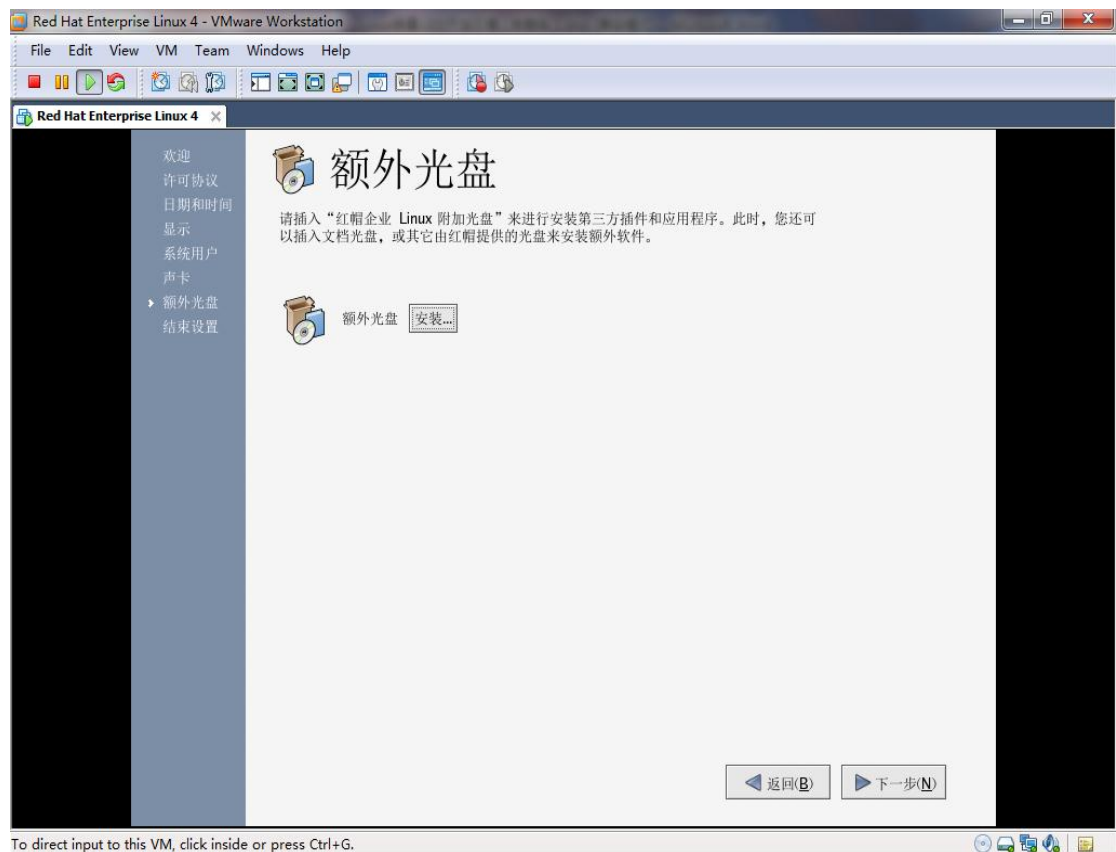 Red Hat Enterprise Linux 4 - VMware Workstation
File Edit View VM Team Windows Help
Red Hat Enterprise Linux 4
欢迎
许可协议
日期和时间
显示
系统用户
声卡
额外光盘
结束设置
额外光盘
请插入“红帽企业 Linux 附加光盘”来进行安装第三方插件和应用程序。此时，您还可
以插入文档光盘，或其它由红帽提供的光盘来安装额外软件。
额外光盘 安装...
返回(B) 下一步(N)
To direct input to this VM, click inside or press Ctrl+G.